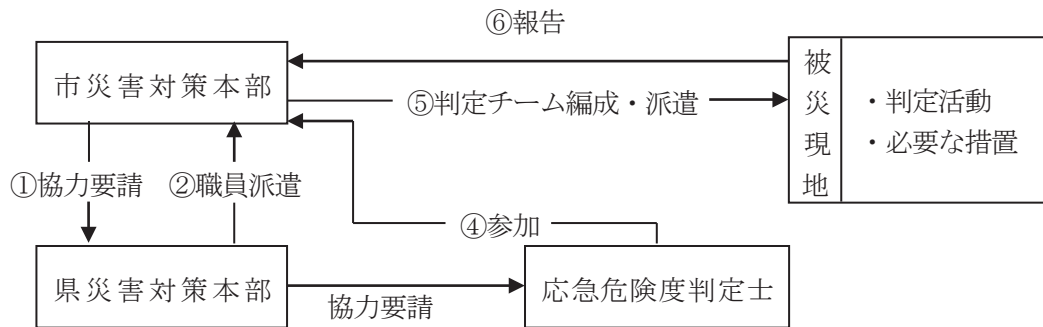 ⑥報告
市災害対策本部
⑤判定チーム編成・派遣
被災現地
・判定活動
・必要な措置
①協力要請
②職員派遣
④参加
県災害対策本部
協力要請
応急危険度判定士